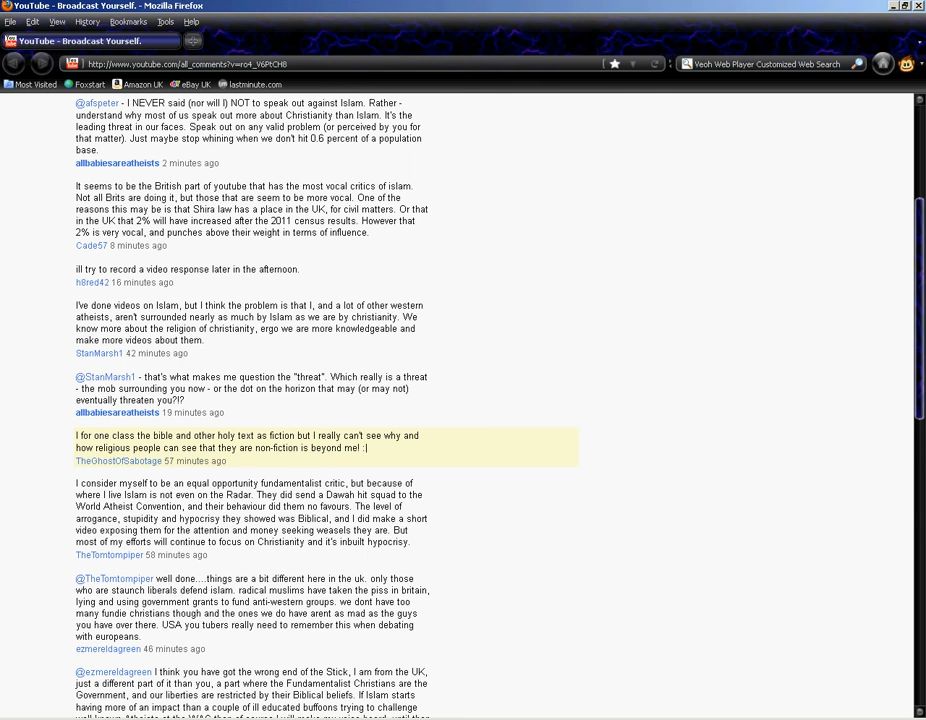 YouTube - Broadcast Yourself. - Mozilla Firefox
File Edit View History Bookmarks Tools Help
YouTube - Broadcast Yourself.
http://www.youtube.com/all_comments?v=ro4_V6PtCH8
Veoh Web Player Customized Web Search
Most Visited Foxstart Amazon UK eBay UK lastminute.com
@afspeter - I NEVER said (nor will I) NOT to speak out against Islam. Rather -
understand why most of us speak out more about Christianity than Islam. It's the
leading threat in our faces. Speak out on any valid problem (or perceived by you for
that matter). Just maybe stop whining when we don't hit 0.6 percent of a population
base.
allbabiesareatheists 2 minutes ago
It seems to be the British part of youtube that has the most vocal critics of islam.
Not all Brits are doing it, but those that are seem to be more vocal. One of the
reasons this may be is that Shira law has a place in the UK, for civil matters. Or that
in the UK that 2% will have increased after the 2011 census results. However that
2% is very vocal, and punches above their weight in terms of influence.
Cade57 8 minutes ago
ill try to record a video response later in the afternoon.
h8red42 16 minutes ago
I've done videos on Islam, but I think the problem is that I, and a lot of other western
atheists, aren't surrounded nearly as much by Islam as we are by christianity. We
know more about the religion of christianity, ergo we are more knowledgeable and
make more videos about them.
StanMarsh1 42 minutes ago
@StanMarsh1 - that's what makes me question the "threat". Which really is a threat
- the mob surrounding you now - or the dot on the horizon that may (or may not)
eventually threaten you?!?
allbabiesareatheists 19 minutes ago
I for one class the bible and other holy text as fiction but I really can't see why and
how religious people can see that they are non-fiction is beyond me! :|
TheGhostOfSabotage 57 minutes ago
I consider myself to be an equal opportunity fundamentalist critic, but because of
where I live Islam is not even on the Radar. They did send a Dawah hit squad to the
World Atheist Convention, and their behaviour did them no favours. The level of
arrogance, stupidity and hypocrisy they showed was Biblical, and I did make a short
video exposing them for the attention and money seeking weasels they are. But
most of my efforts will continue to focus on Christianity and it's inbuilt hypocrisy.
TheTomtompiper 58 minutes ago
@TheTomtompiper well done....things are a bit different here in the uk. only those
who are staunch liberals defend islam. radical muslims have taken the piss in britain,
lying and using government grants to fund anti-western groups. we dont have too
many fundie christians though and the ones we do have arent as mad as the guys
you have over there. USA you tubers really need to remember this when debating
with europeans.
ezmereldagreen 46 minutes ago
@ezmereldagreen I think you have got the wrong end of the Stick, I am from the UK,
just a different part of it than you, a part where the Fundamentalist Christians are the
Government, and our liberties are restricted by their Biblical beliefs. If Islam starts
having more of an impact than a couple of ill educated buffoons trying to challenge
well known Atheists at the WAC then of course I will make my voice heard, until then